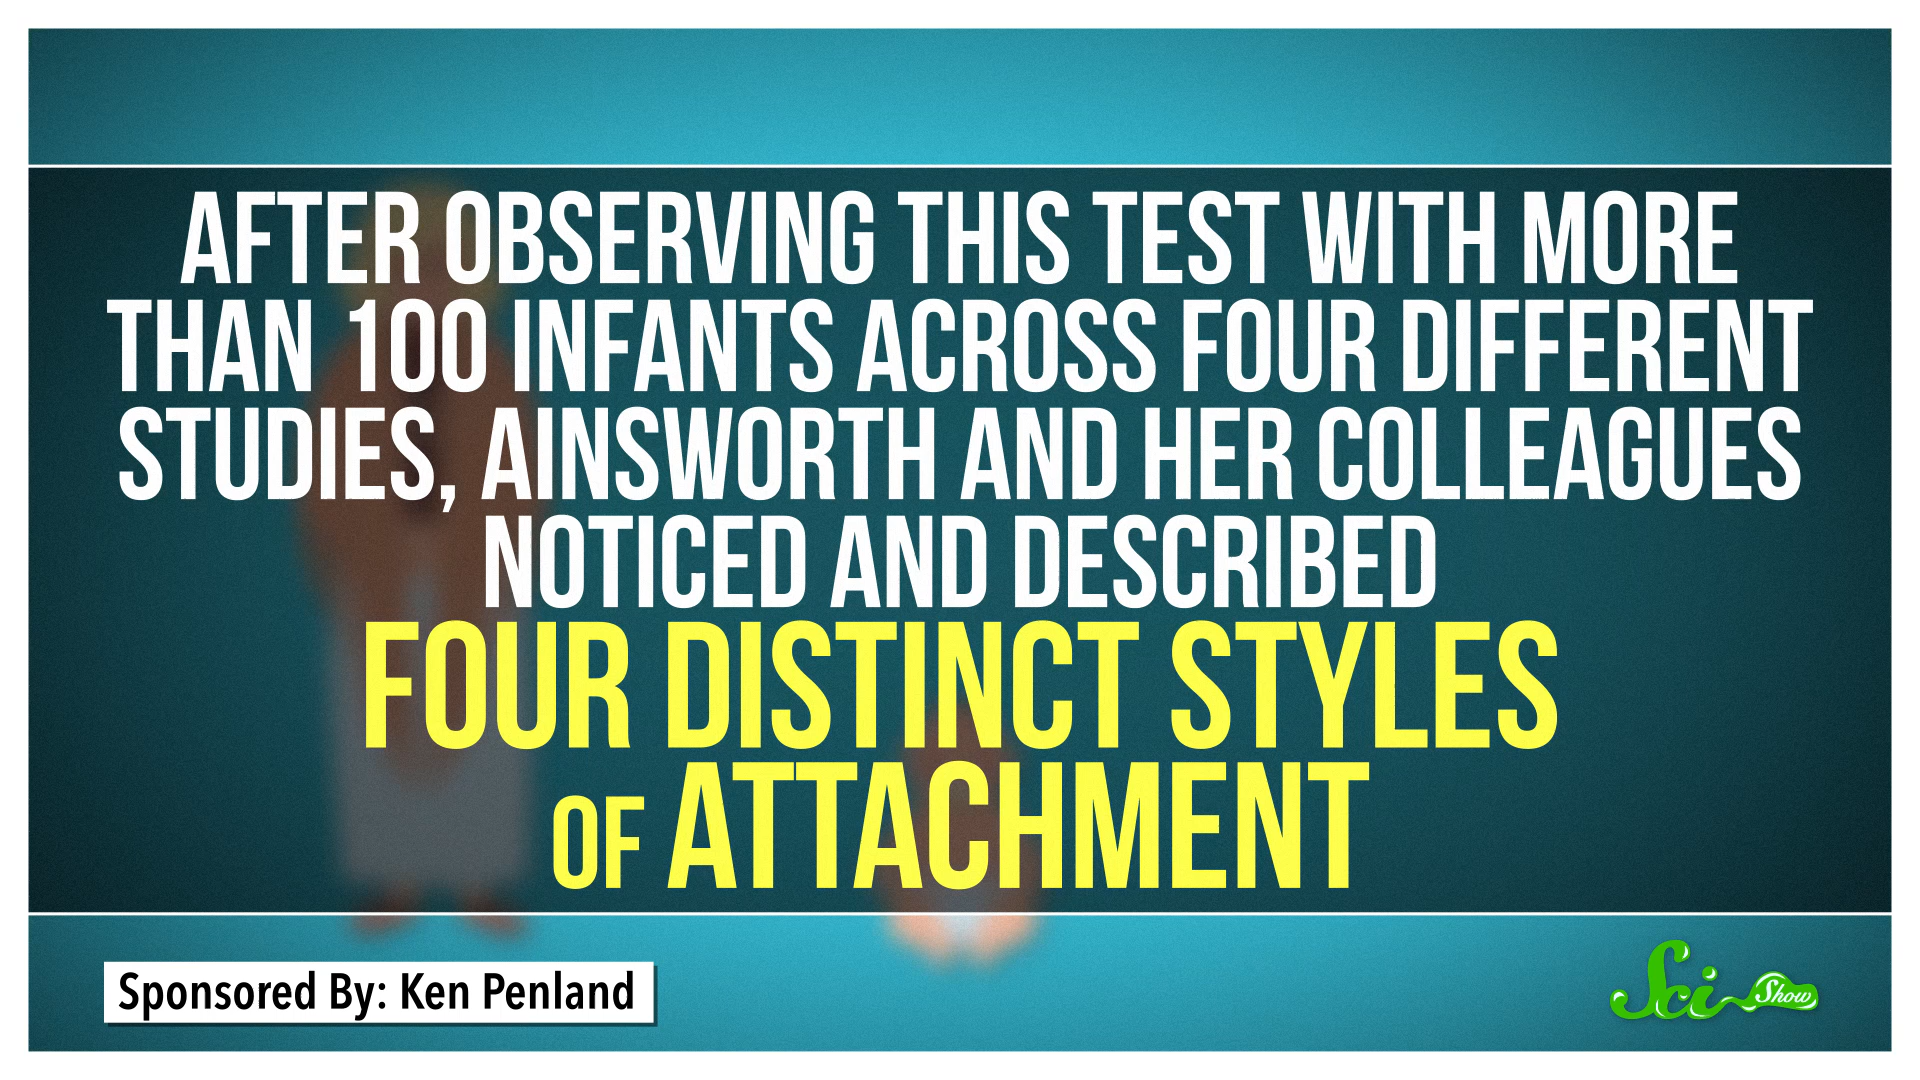 AFTER OBSERVING THIS TEST WITH MORE
THAN 100 INFANTS ACROSS FOUR DIFFERENT
STUDIES, AINSWORTH AND HER COLLEAGUES
NOTICED AND DESCRIBED
FOUR DISTINCT STYLES
OF ATTACHMENT
Sponsored By: Ken Penland
Sci Show